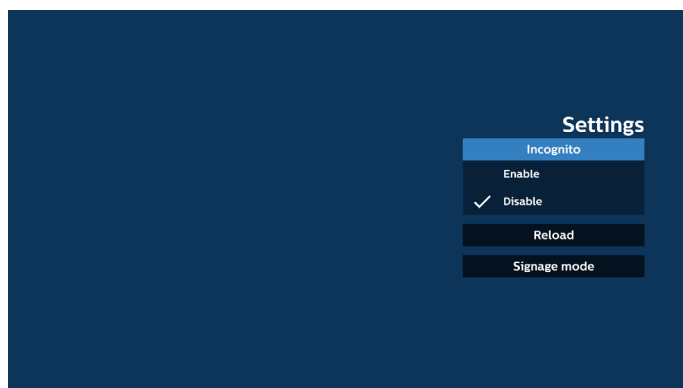 Settings
Incognito
Enable
Disable
Reload
Signage mode